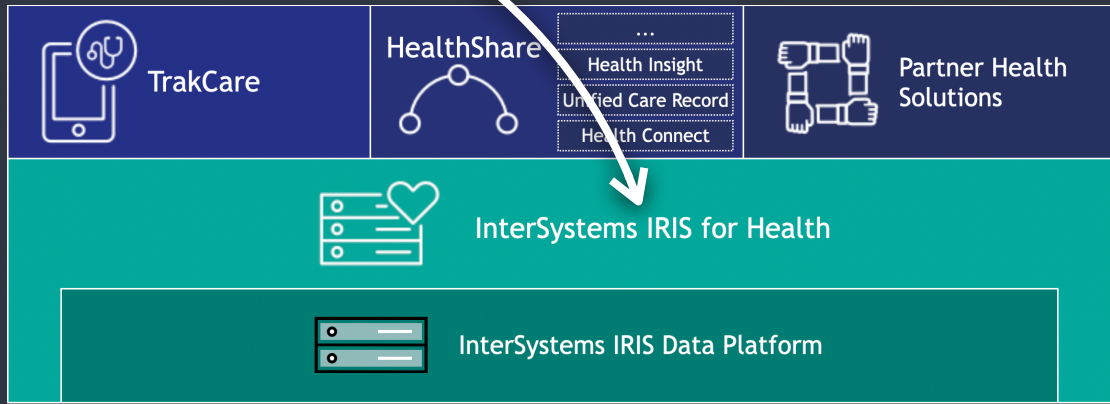 TrakCare
HealthShare
...
Health Insight
Unified Care Record
Health Connect
Partner Health
Solutions
InterSystems IRIS for Health
InterSystems IRIS Data Platform